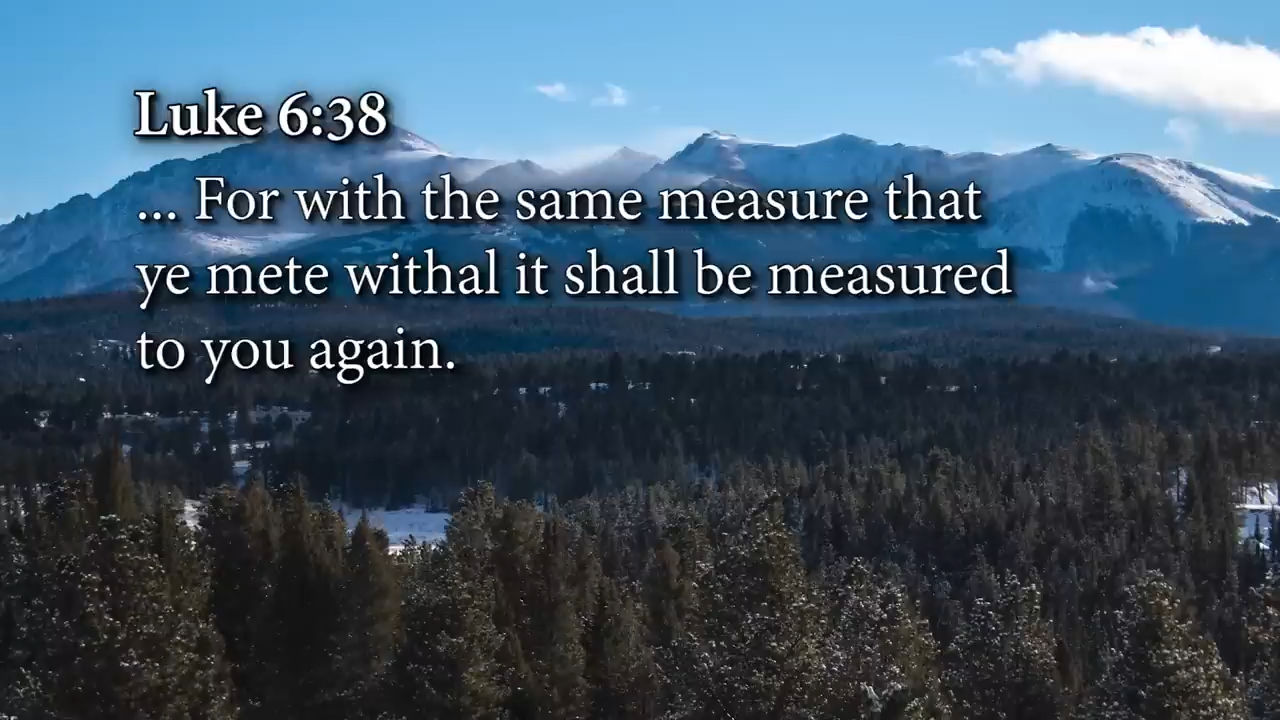 Luke 6:38
... For with the same measure that
ye mete withal it shall be measured
to you again.